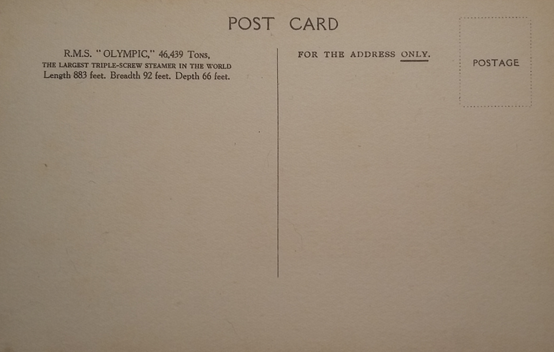 POST CARD
R.M.S. "OLYMPIC," 46,439 Tons,
THE LARGEST TRIPLE-SCREW STEAMER IN THE WORLD
Length 883 feet. Breadth 92 feet. Depth 66 feet.
FOR THE ADDRESS ONLY.
POSTAGE